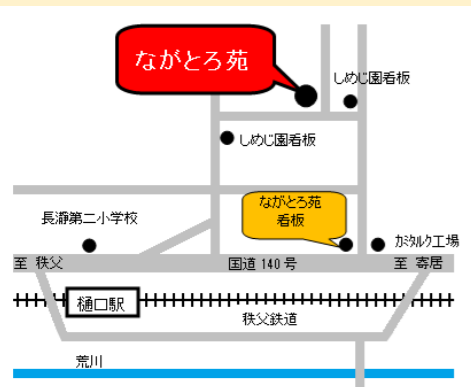 ながとろ苑
しめじ園看板
しめじ園看板
ながとろ苑
看板
長瀞第二小学校
カミタルク工場
至 秩父
国道 140 号
至 寄居
樋口駅
秩父鉄道
荒川